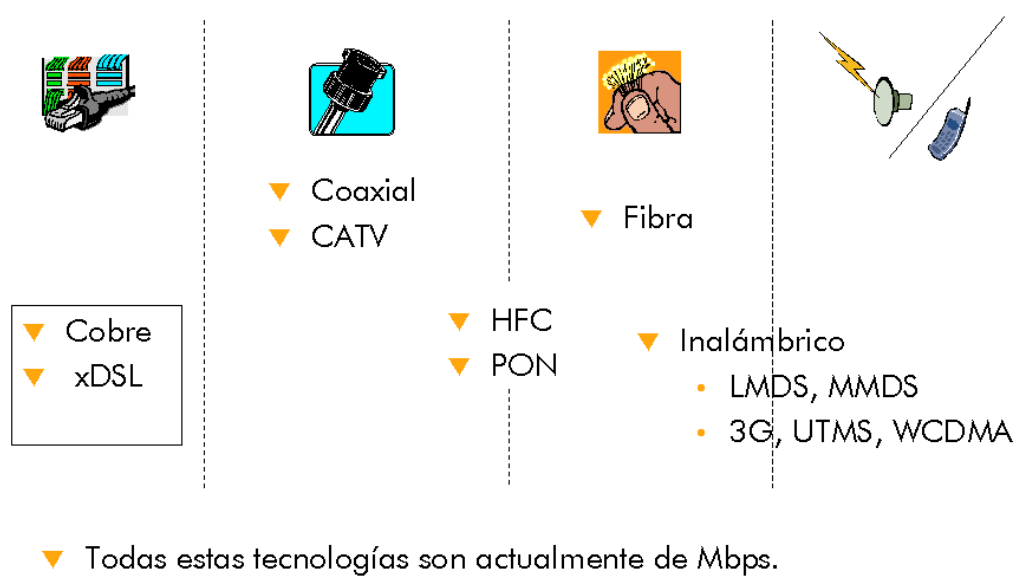 Coaxial
CATV
Fibra
Cobre
xDSL
HFC
PON
Inalámbrico
LMDS, MMDS
3G, UTMS, WCDMA
Todas estas tecnologías son actualmente de Mbps.